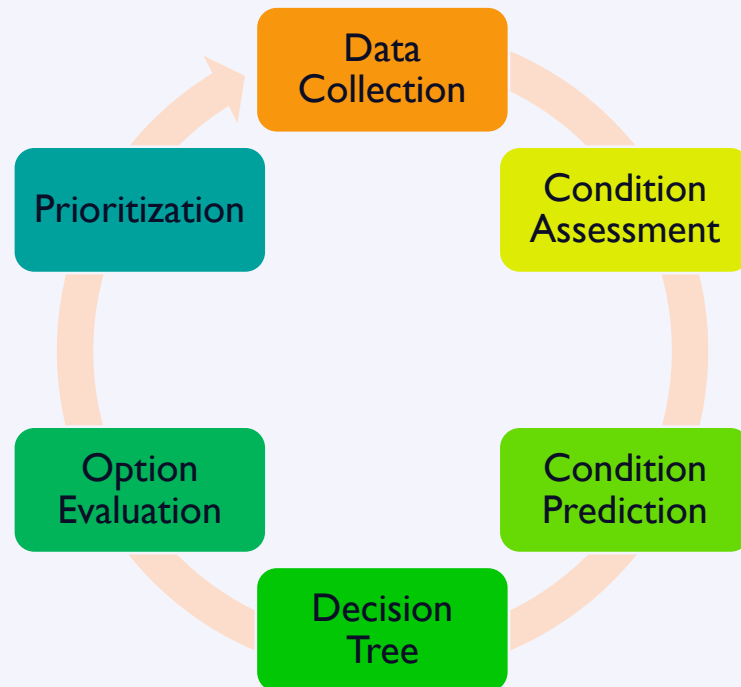 Data
Collection
Condition
Assessment
Condition
Prediction
Decision
Tree
Option
Evaluation
Prioritization